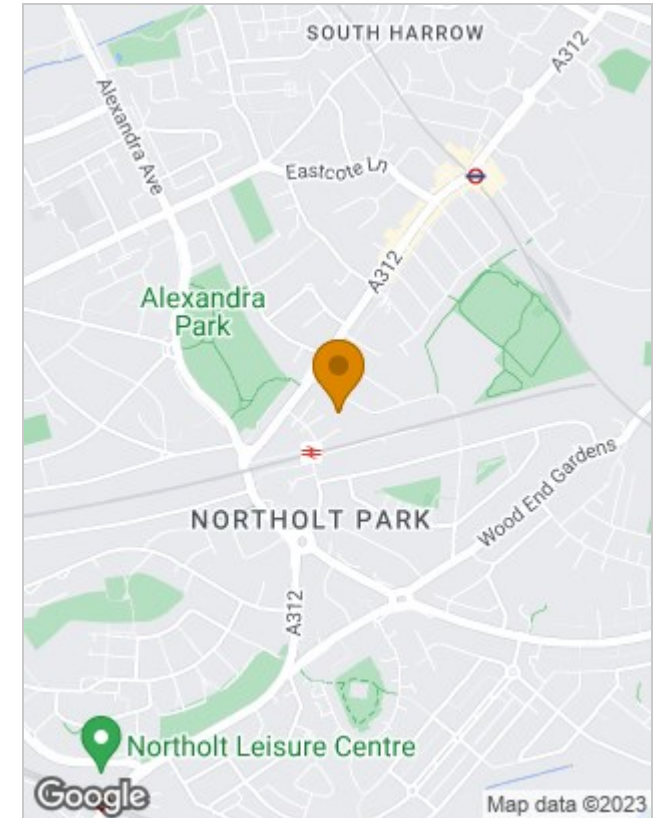 SOUTH HARROW
A312
Alexandra Ave
Eastcote Ln
A312
Alexandra
Park
NORTHOLT PARK
Wood End Gardens
A312
Northolt Leisure Centre
Google
Map data ©2023